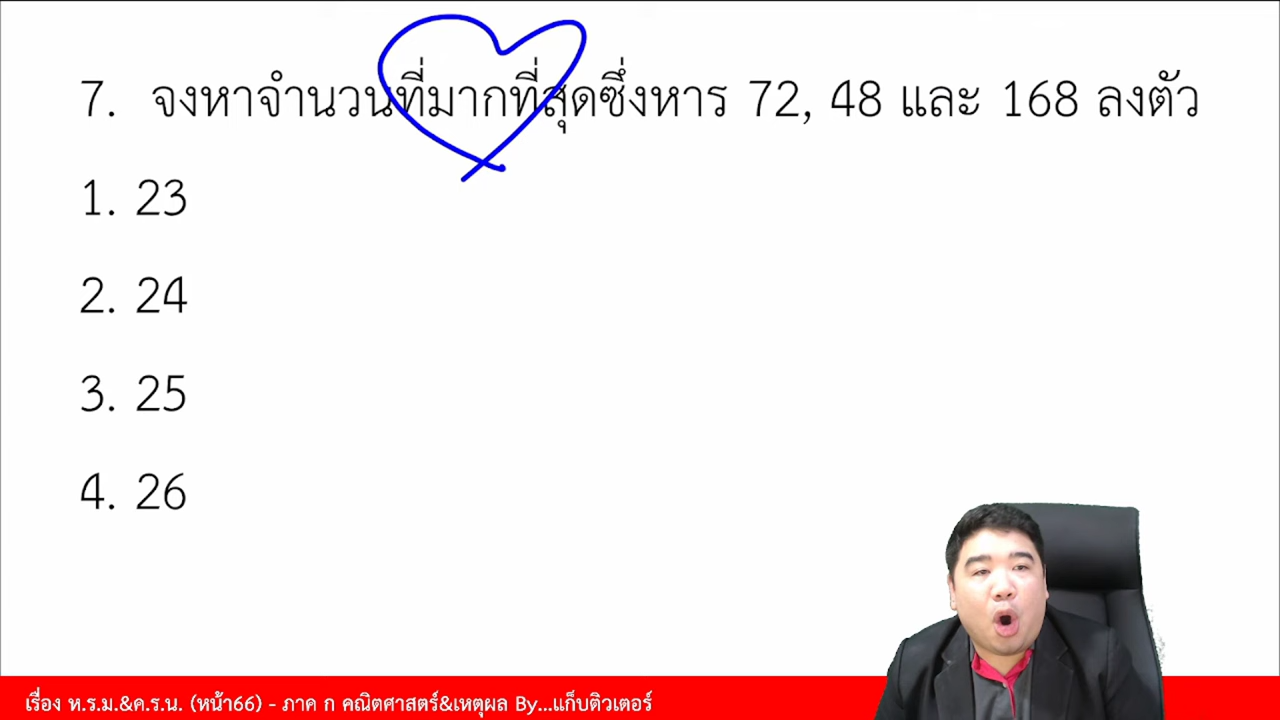 7. จงหาจำนวนที่มากที่สุดซึ่งหาร 72, 48 และ 168 ลงตัว
1. 23
2. 24
3. 25
4. 26
เรื่อง ห.ร.ม.&ค.ร.น. (หน้า66) - ภาค ก คณิตศาสตร์&เหตุผล By...แก็บติวเตอร์